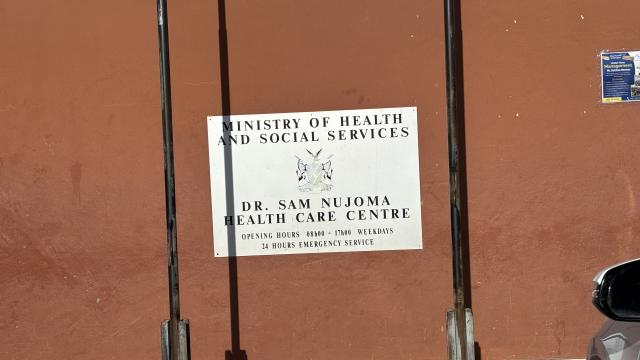 MINISTRY OF HEALTH
AND SOCIAL SERVICES
DR. SAM NUJOMA
HEALTH CARE CENTRE
OPENING HOURS 08h00 - 17h00 WEEKDAYS
24 HOURS EMERGENCY SERVICE
Management